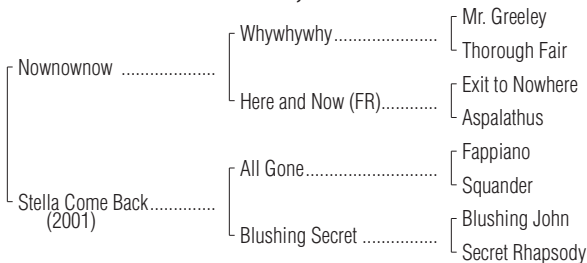 Mr. Greeley
Whywhywhy.....................
Thorough Fair
Nownownow ...................
Exit to Nowhere
Here and Now (FR)...........
Aspalathus
Fappiano
All Gone..........................
Squander
Stella Come Back.............
(2001)
Blushing John
Blushing Secret ...............
Secret Rhapsody